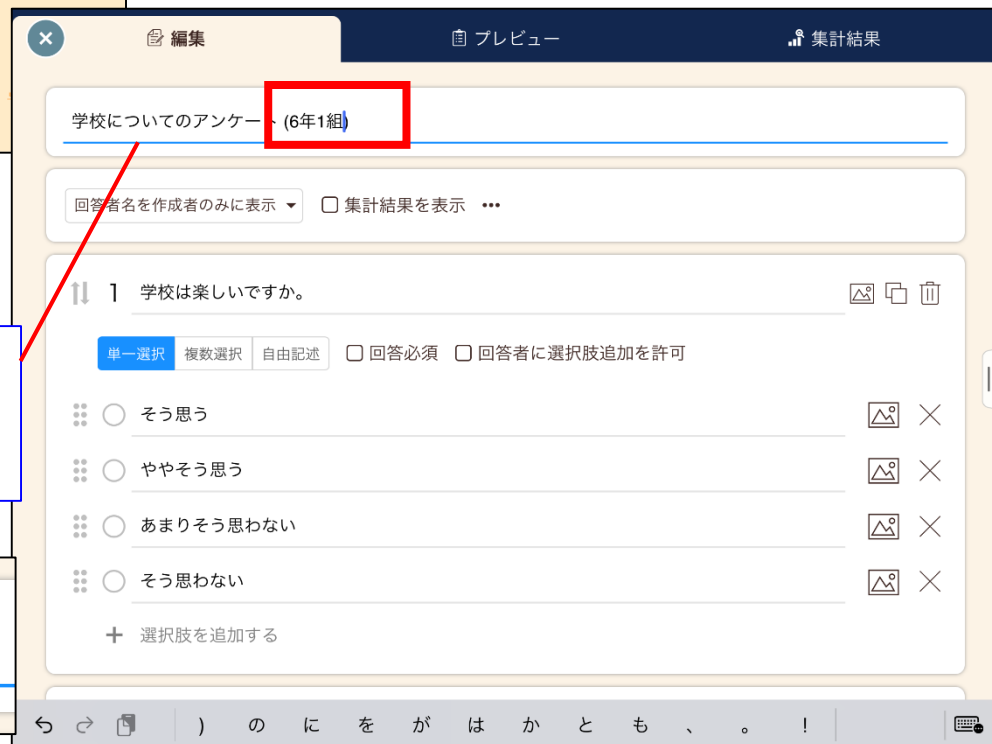 編集
プレビュー
集計結果
学校についてのアンケート (6年1組)
回答者名を作成者のみに表示
集計結果を表示 •••
1 学校は楽しいですか。
単一選択 複数選択 自由記述 回答必須 回答者に選択肢追加を許可
そう思う
ややそう思う
あまりそう思わない
そう思わない
+ 選択肢を追加する
) の に を が は か と も 、 。 !